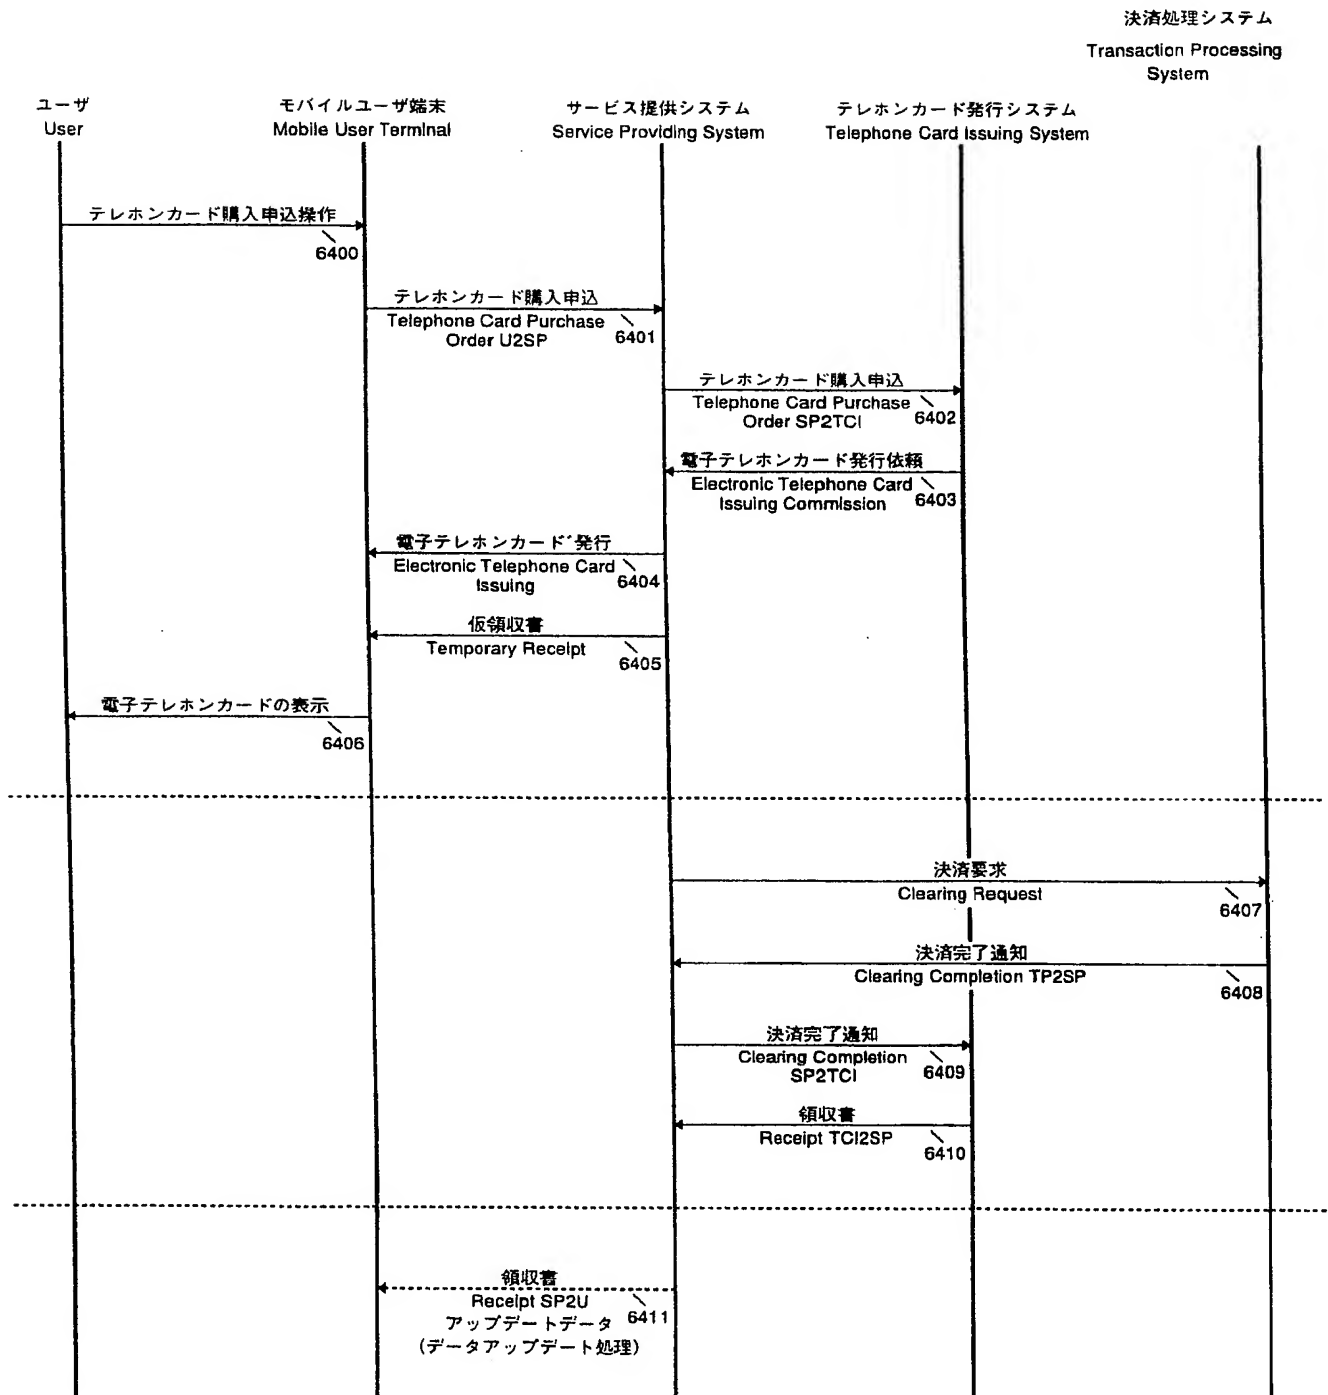 決済処理システム
Transaction Processing
System
ユーザ
User
モバイルユーザ端末
Mobile User Terminal
サービス提供システム
Service Providing System
テレホンカード発行システム
Telephone Card Issuing System
テレホンカード購入申込操作
6400
テレホンカード購入申込
Telephone Card Purchase
Order U2SP
6401
テレホンカード購入申込
Telephone Card Purchase
Order SP2TCI
6402
電子テレホンカード発行依頼
Electronic Telephone Card
Issuing Commission
6403
電子テレホンカード発行
Electronic Telephone Card
Issuing
6404
仮領収書
Temporary Receipt
6405
電子テレホンカードの表示
6406
決済要求
Clearing Request
6407
決済完了通知
Clearing Completion TP2SP
6408
決済完了通知
Clearing Completion
SP2TCI
6409
領収書
Receipt TCI2SP
6410
領収書
Receipt SP2U
6411
アップデートデータ
(データアップデート処理)